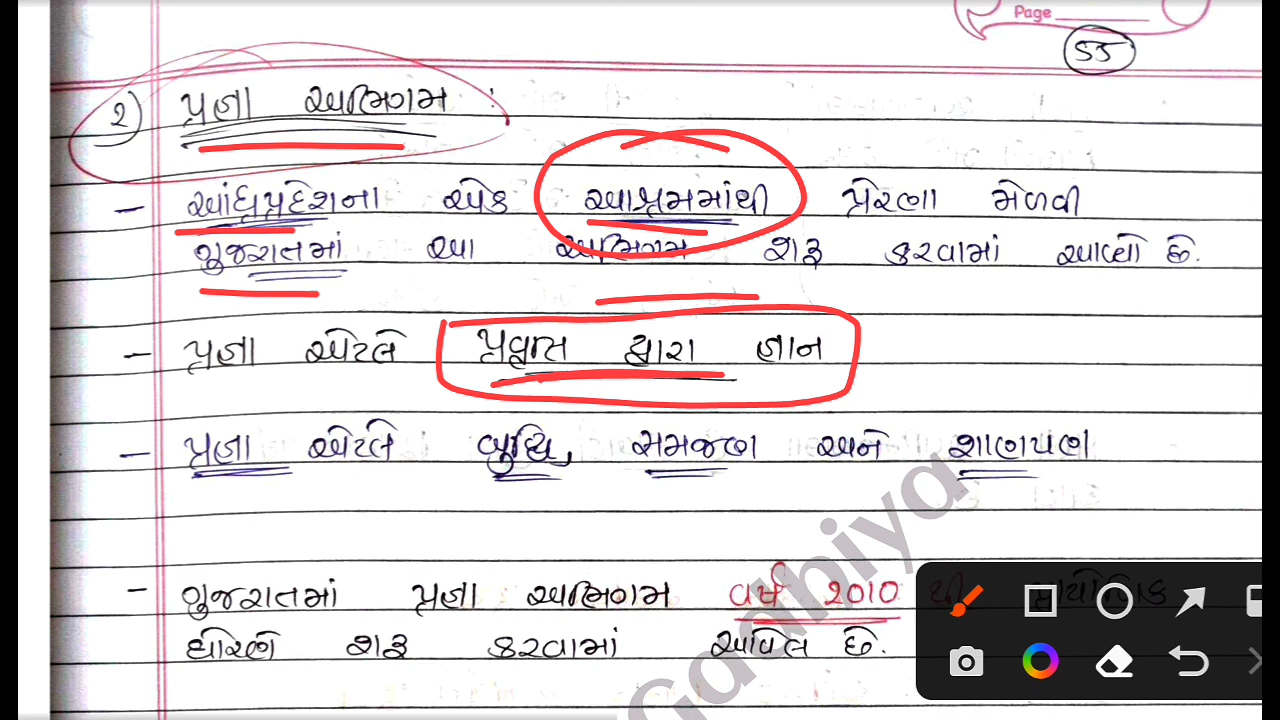 Page
55
૨) પ્રજ્ઞા અભિગમ :
- આંધ્રપ્રદેશના એક આશ્રમમાંથી પ્રેરણા મેળવી
ગુજરાતમાં આ અભિગમ શરૂ કરવામાં આવ્યો છે.
- પ્રજ્ઞા એટલે પ્રવૃત્તિ દ્વારા જ્ઞાન
- પ્રજ્ઞા એટલે બુધ્ધિ, સમજણ અને શાણપણ
- ગુજરાતમાં પ્રજ્ઞા અભિગમ વર્ષ 2010 થી પ્રાયોગિક
ધોરણે શરૂ કરવામાં આવેલ છે.
Gadhiya